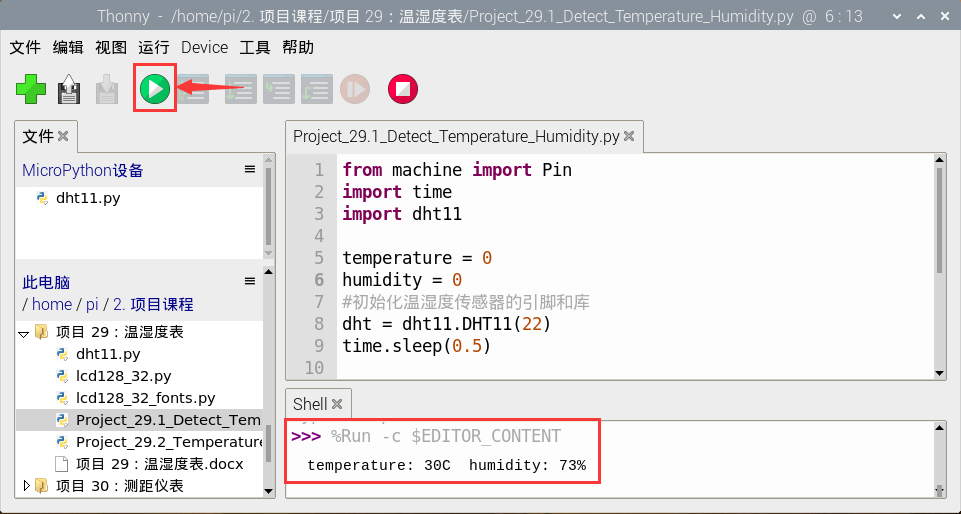 Thonny - /home/pi/2. 项目课程/项目 29：温湿度表/Project_29.1_Detect_Temperature_Humidity.py @ 6 : 13
文件 编辑 视图 运行 Device 工具 帮助
文件
MicroPython设备
dht11.py
此电脑
/ home / pi / 2. 项目课程
项目 29：温湿度表
dht11.py
lcd128_32.py
lcd128_32_fonts.py
Project_29.1_Detect_Tem
Project_29.2_Temperature
项目 29：温湿度表.docx
项目 30：测距仪表
Project_29.1_Detect_Temperature_Humidity.py
1 from machine import Pin
2 import time
3 import dht11
4
5 temperature = 0
6 humidity = 0
7 #初始化温湿度传感器的引脚和库
8 dht = dht11.DHT11(22)
9 time.sleep(0.5)
10
Shell
>>> %Run -c $EDITOR_CONTENT
temperature: 30C humidity: 73%